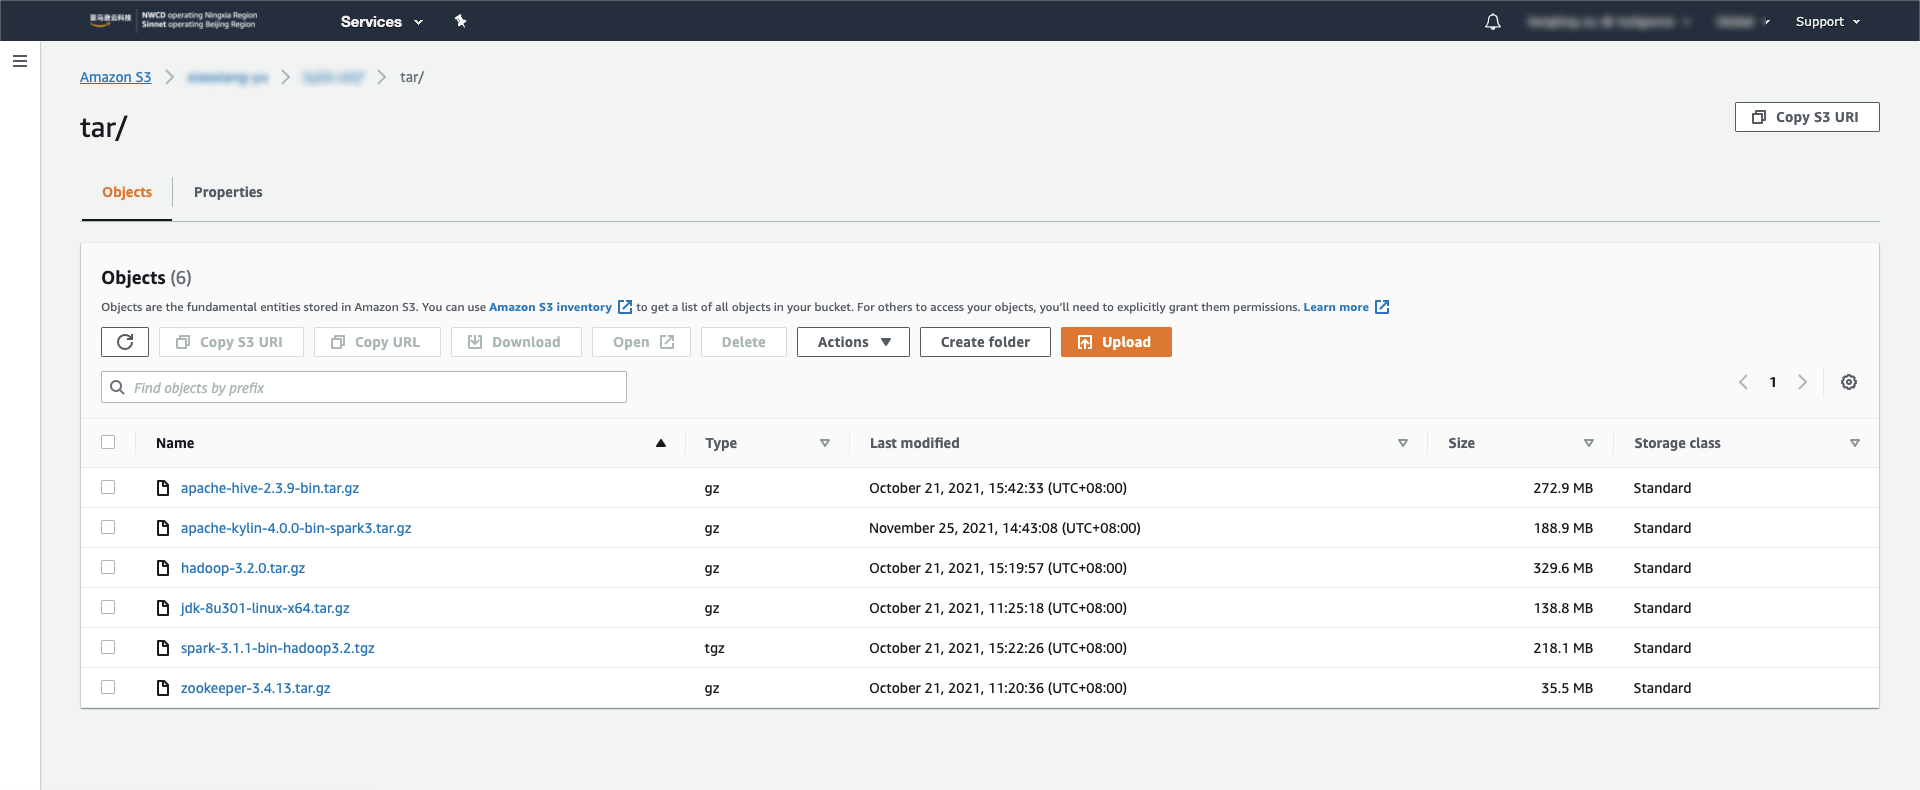 亚马逊云科技
NWCD operating Ningxia Region
Sinnet operating Beijing Region
Services
Support
Amazon S3
tar/
tar/
Copy S3 URI
Objects
Properties
Objects (6)
Objects are the fundamental entities stored in Amazon S3. You can use Amazon S3 inventory to get a list of all objects in your bucket. For others to access your objects, you'll need to explicitly grant them permissions. Learn more
Copy S3 URI Copy URL Download Open Delete Actions Create folder Upload
Find objects by prefix
1
Name Type Last modified Size Storage class
apache-hive-2.3.9-bin.tar.gz gz October 21, 2021, 15:42:33 (UTC+08:00) 272.9 MB Standard
apache-kylin-4.0.0-bin-spark3.tar.gz gz November 25, 2021, 14:43:08 (UTC+08:00) 188.9 MB Standard
hadoop-3.2.0.tar.gz gz October 21, 2021, 15:19:57 (UTC+08:00) 329.6 MB Standard
jdk-8u301-linux-x64.tar.gz gz October 21, 2021, 11:25:18 (UTC+08:00) 138.8 MB Standard
spark-3.1.1-bin-hadoop3.2.tgz tgz October 21, 2021, 15:22:26 (UTC+08:00) 218.1 MB Standard
zookeeper-3.4.13.tar.gz gz October 21, 2021, 11:20:36 (UTC+08:00) 35.5 MB Standard